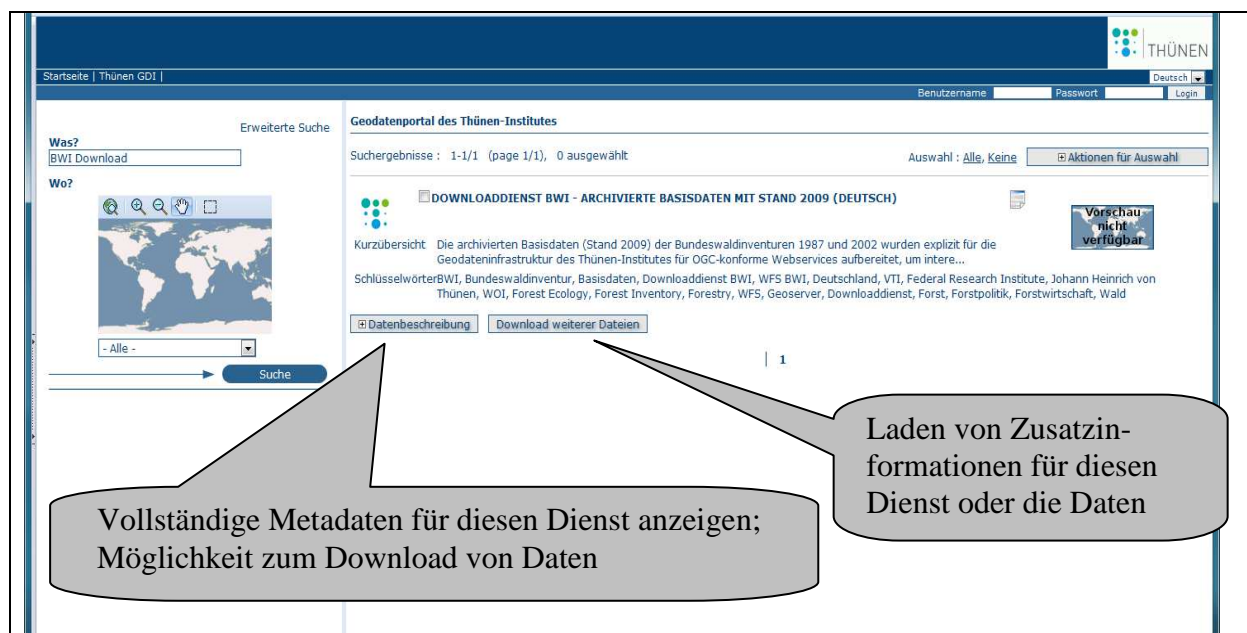 THÜNEN
Startseite | Thünen GDI |
Deutsch
Benutzername Passwort Login
Erweiterte Suche
Was?
BWI Download
Wo?
- Alle -
Suche
Geodatenportal des Thünen-Institutes
Suchergebnisse : 1-1/1 (page 1/1), 0 ausgewählt
Auswahl : Alle, Keine
Aktionen für Auswahl
DOWNLOADDIENST BWI - ARCHIVIERTE BASISDATEN MIT STAND 2009 (DEUTSCH)
Vorschau
nicht
verfügbar
Kurzübersicht Die archivierten Basisdaten (Stand 2009) der Bundeswaldinventuren 1987 und 2002 wurden explizit für die
Geodateninfrastruktur des Thünen-Institutes für OGC-konforme Webservices aufbereitet, um intere...
Schlüsselwörter BWI, Bundeswaldinventur, Basisdaten, Downloaddienst BWI, WFS BWI, Deutschland, VTI, Federal Research Institute, Johann Heinrich von
Thünen, WOI, Forest Ecology, Forest Inventory, Forestry, WFS, Geoserver, Downloaddienst, Forst, Forstpolitik, Forstwirtschaft, Wald
Datenbeschreibung
Download weiterer Dateien
| 1
Laden von Zusatzin-
formationen für diesen
Dienst oder die Daten
Vollständige Metadaten für diesen Dienst anzeigen;
Möglichkeit zum Download von Daten